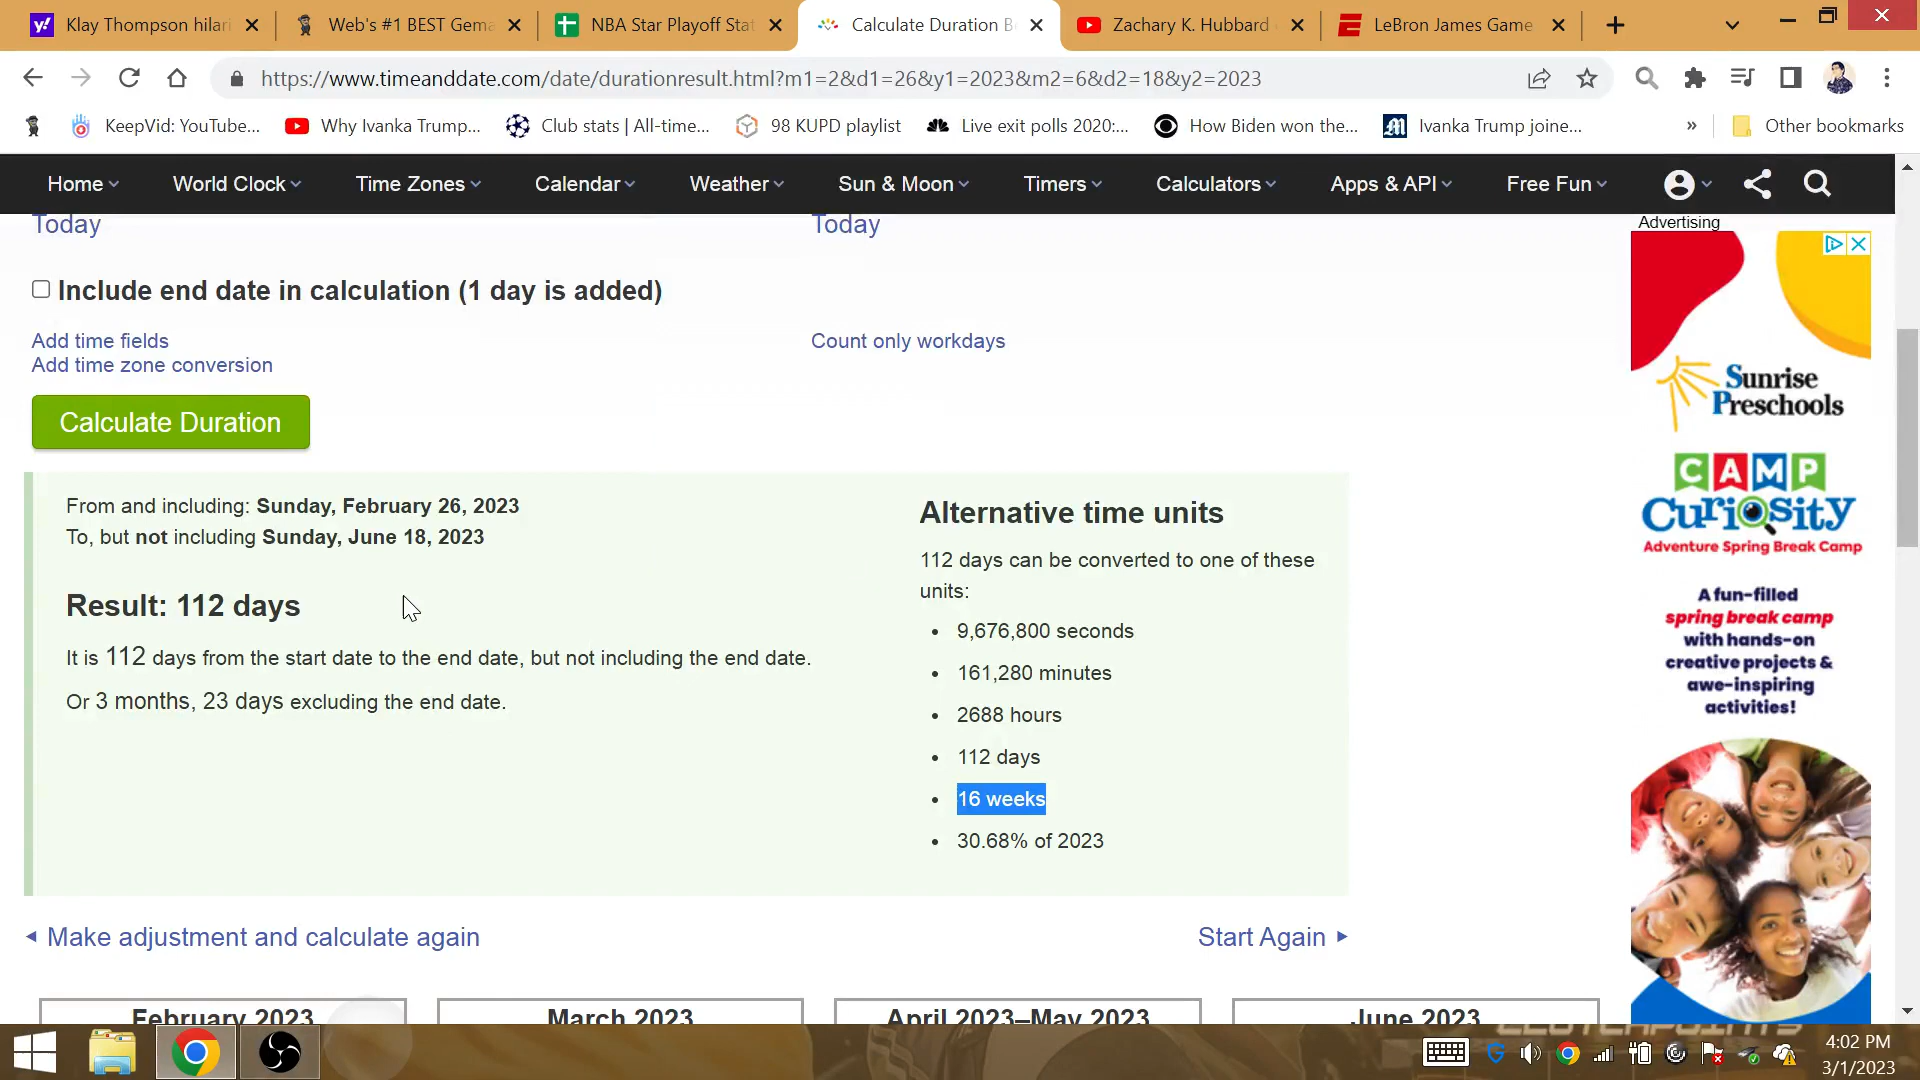 Klay Thompson hilari
Web's #1 BEST Gema
NBA Star Playoff Stat
Calculate Duration B
Zachary K. Hubbard
LeBron James Game
https://www.timeanddate.com/date/durationresult.html?m1=2&d1=26&y1=2023&m2=6&d2=18&y2=2023
KeepVid: YouTube...
Why Ivanka Trump...
Club stats | All-time...
98 KUPD playlist
Live exit polls 2020:...
How Biden won the...
Ivanka Trump joine...
»
Other bookmarks
Home
World Clock
Time Zones
Calendar
Weather
Sun & Moon
Timers
Calculators
Apps & API
Free Fun
Today
Today
Advertising
Include end date in calculation (1 day is added)
Add time fields
Add time zone conversion
Count only workdays
Calculate Duration
From and including: Sunday, February 26, 2023
To, but not including Sunday, June 18, 2023
Result: 112 days
It is 112 days from the start date to the end date, but not including the end date.
Or 3 months, 23 days excluding the end date.
Alternative time units
112 days can be converted to one of these
units:
• 9,676,800 seconds
• 161,280 minutes
• 2688 hours
• 112 days
• 16 weeks
• 30.68% of 2023
Make adjustment and calculate again
Start Again
Sunrise
Preschools
CAMP
Curiosity
Adventure Spring Break Camp
A fun-filled
spring break camp
with hands-on
creative projects &
awe-inspiring
activities!
February 2023
March 2023
April 2023–May 2023
June 2023
CLUTCHPOINTS
4:02 PM
3/1/2023